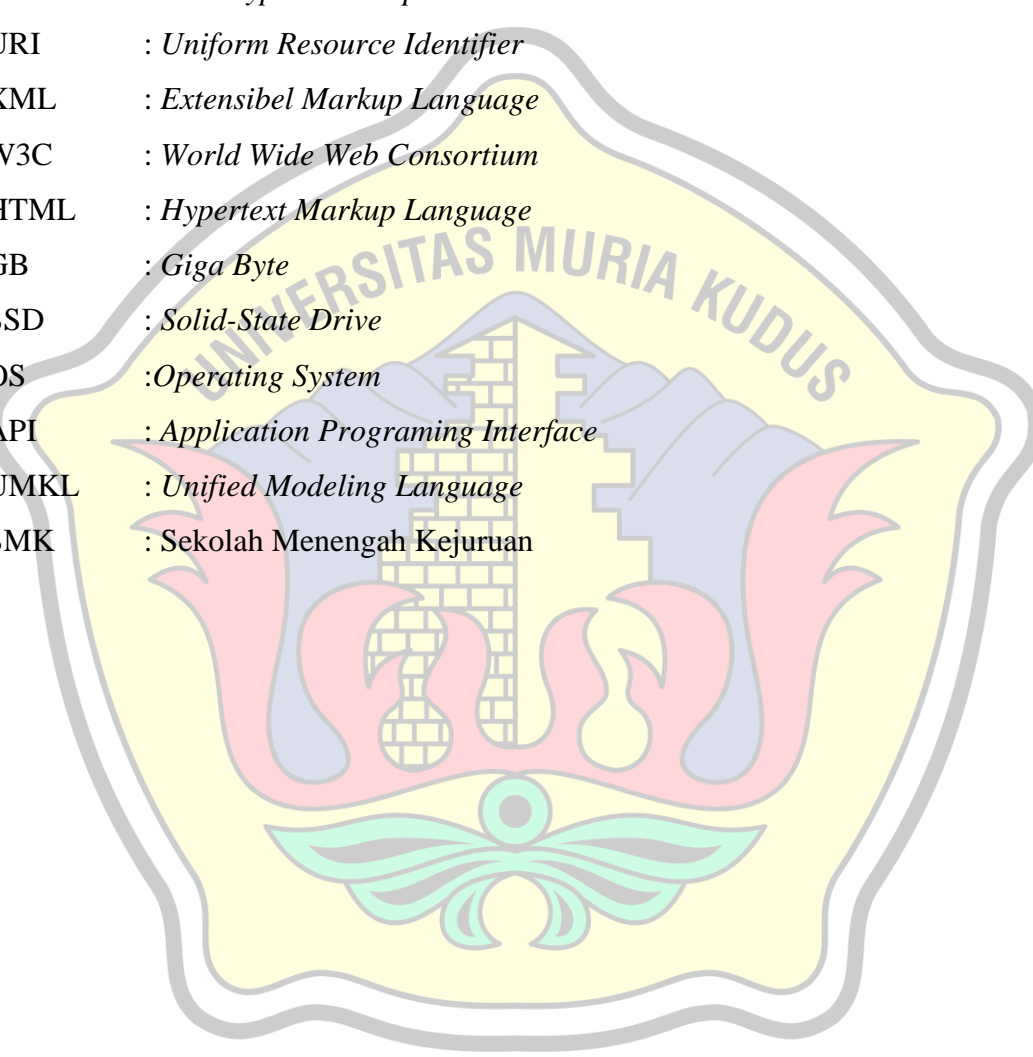 URI : Uniform Resource Identifier
XML : Extensibel Markup Language
W3C : World Wide Web Consortium
HTML : Hypertext Markup Language
GB : Giga Byte
SSD : Solid-State Drive
OS :Operating System
API : Application Programing Interface
UMKL : Unified Modeling Language
SMK : Sekolah Menengah Kejuruan
UNIVERSITAS MURIA KUDUS